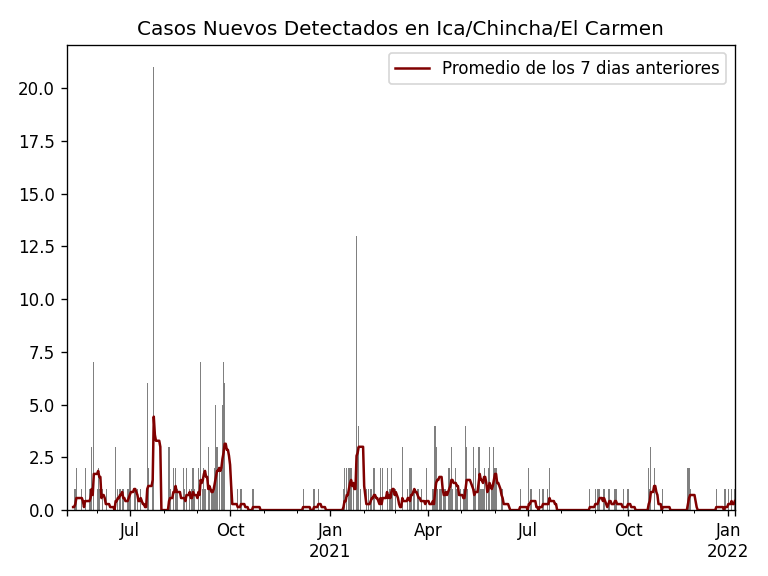 Casos Nuevos Detectados en Ica/Chincha/El Carmen
Promedio de los 7 dias anteriores
20.0
17.5
15.0
12.5
10.0
7.5
5.0
2.5
0.0
Jul
Oct
Jan
2021
Apr
Jul
Oct
Jan
2022